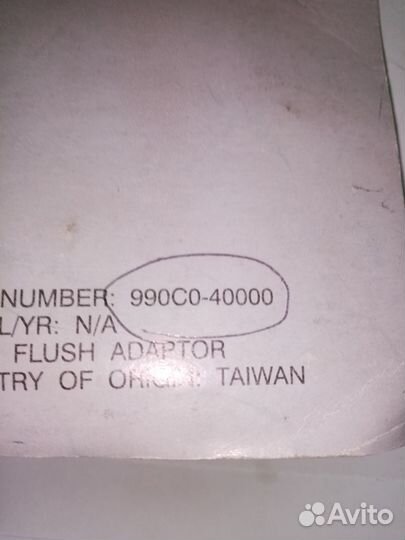 NUMBER: 990C0-40000
L/YR: N/A
FLUSH ADAPTOR
TRY OF ORIGIN: TAIWAN
Avito